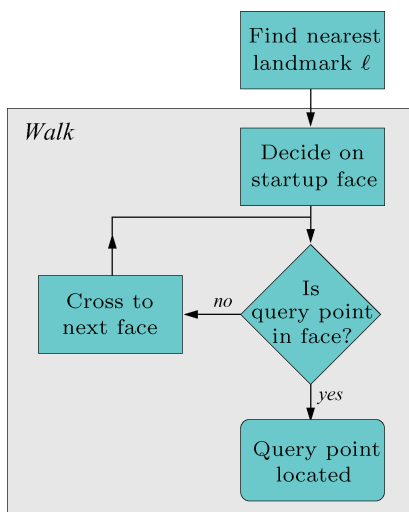 Find nearest
landmark ℓ
Walk
Decide on
startup face
Is
query point
in face?
no
Cross to
next face
yes
Query point
located